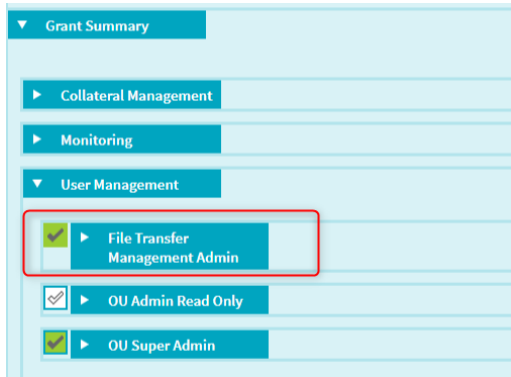 Grant Summary
Collateral Management
Monitoring
User Management
File Transfer
Management Admin
OU Admin Read Only
OU Super Admin